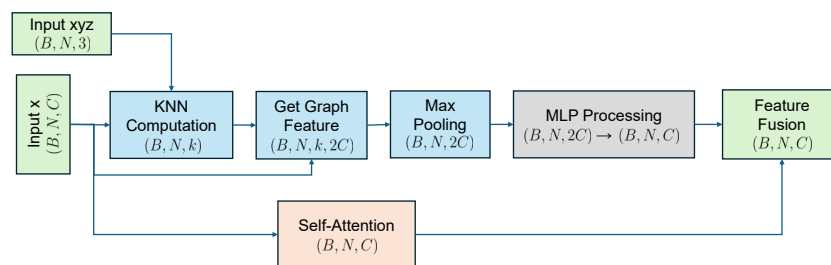 Input xyz
(B, N, 3)
Input x
(B, N, C)
KNN
Computation
(B, N, k)
Get Graph
Feature
(B, N, k, 2C)
Max
Pooling
(B, N, 2C)
MLP Processing
(B, N, 2C) → (B, N, C)
Feature
Fusion
(B, N, C)
Self-Attention
(B, N, C)